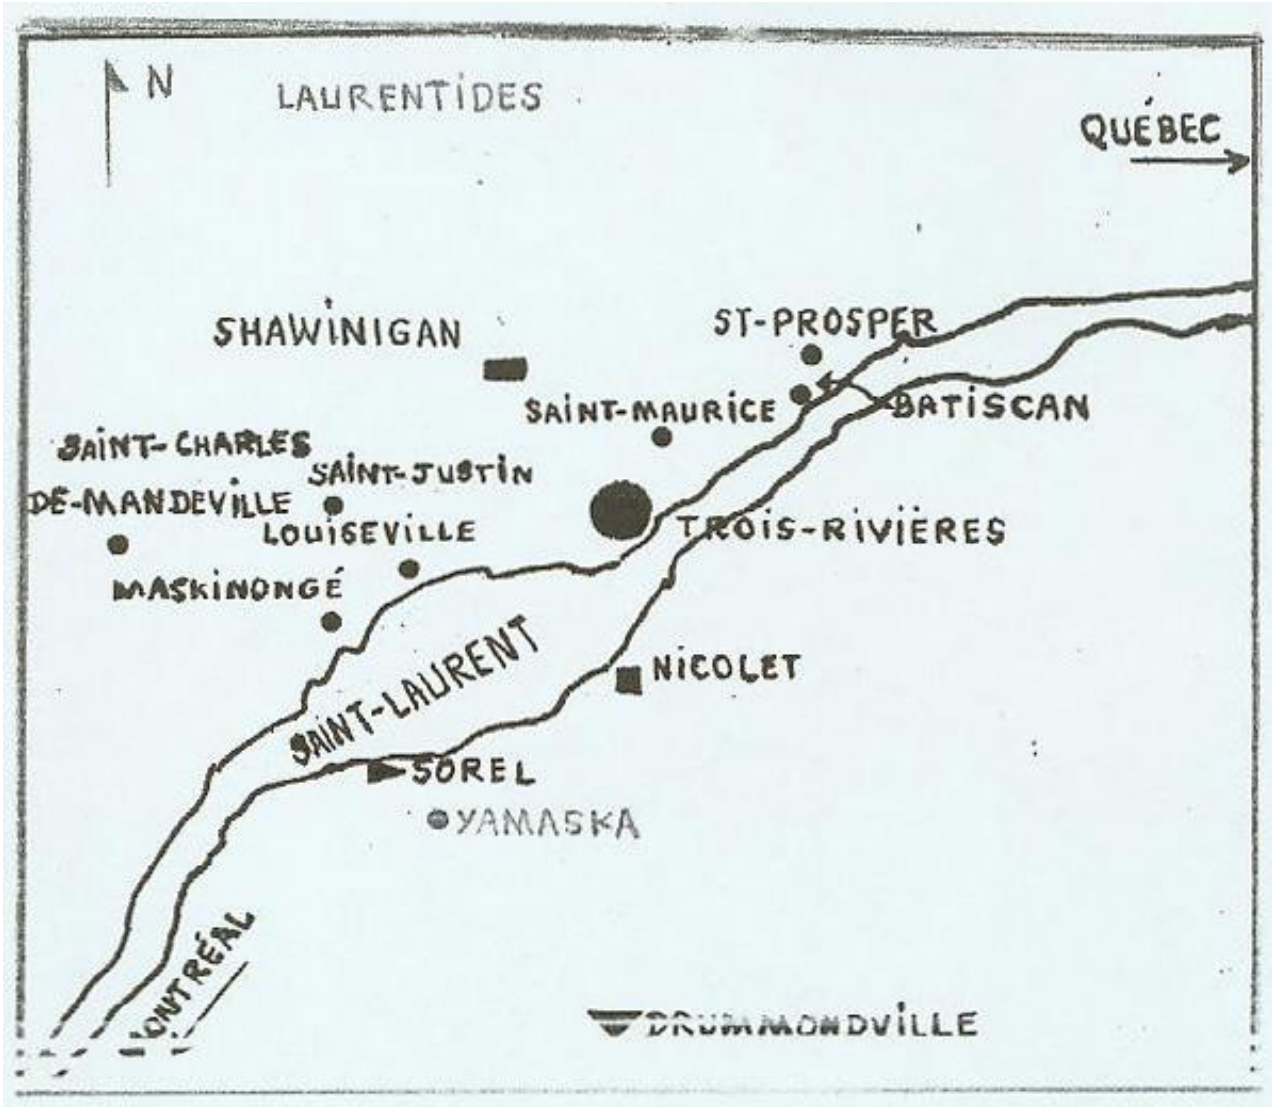 N
LAURENTIDES
QUÉBEC
SHAWINIGAN
ST-PROSPER
SAINT-MAURICE
BATISCAN
SAINT-CHARLES
DE-MANDEVILLE
SAINT-JUSTIN
LOUISEVILLE
TROIS-RIVIÈRES
MASKINONGÉ
SAINT-LAURENT
NICOLET
SOREL
YAMASKA
MONTRÉAL
DRUMMONDVILLE